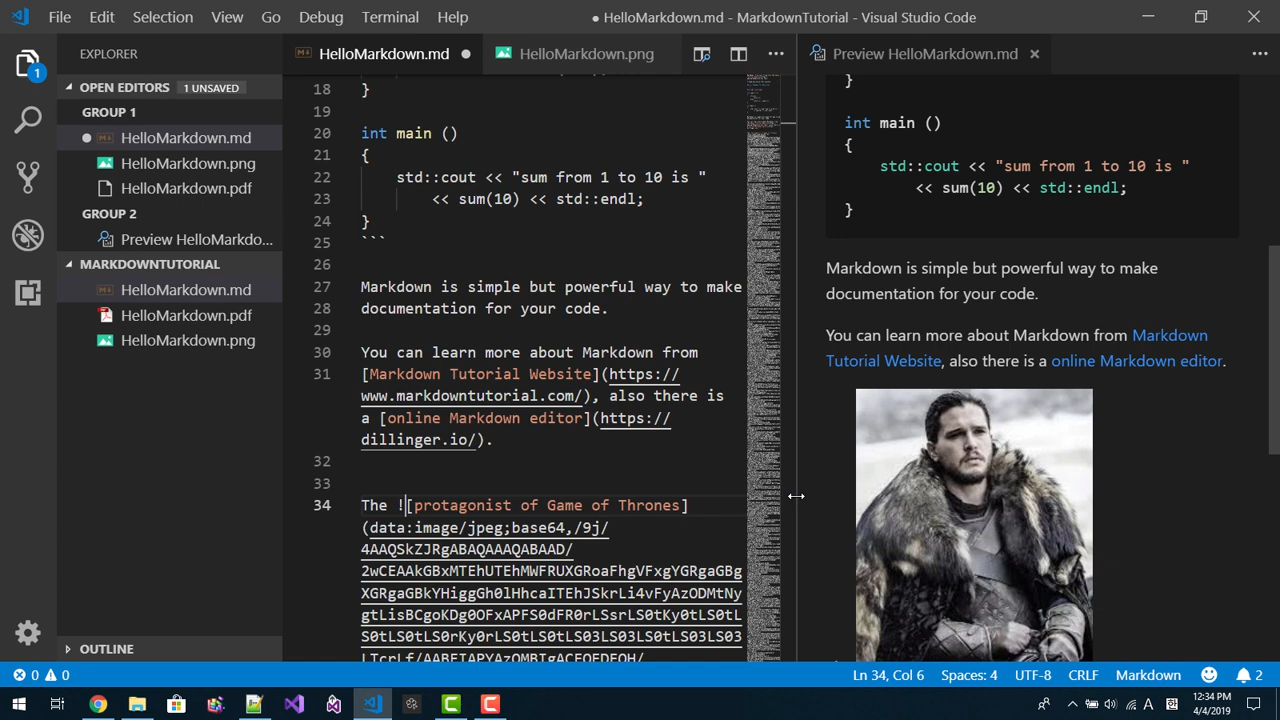 File Edit Selection View Go Debug Terminal Help
● HelloMarkdown.md - MarkdownTutorial - Visual Studio Code
EXPLORER
1
OPEN EDITORS 1 UNSAVED
GROUP 1
HelloMarkdown.md
HelloMarkdown.png
HelloMarkdown.pdf
GROUP 2
Preview HelloMarkdo...
MARKDOWNTUTORIAL
HelloMarkdown.md
HelloMarkdown.pdf
HelloMarkdown.png
OUTLINE
HelloMarkdown.md ●
HelloMarkdown.png
18 }
19
20 int main ()
21 {
22 std::cout << "sum from 1 to 10 is "
23 << sum(10) << std::endl;
24 }
25 ```
26
27 Markdown is simple but powerful way to make
28 documentation for your code.
29
30 You can learn more about Markdown from
31 [Markdown Tutorial Website](https://
www.markdowntutorial.com/), also there is
a [online Markdown editor](https://
dillinger.io/).
32
33
34 The ![protagonist of Game of Thrones]
(data:image/jpeg;base64,/9j/
4AAQSkZJRgABAQAAAQABAAD/
2wCEAAkGBxMTEhUTEhMWFRUXGRoaFhgVFxgYGRgaGBg
XGRgaGBkYHiggGh0lHhcaITEhJSkrLi4vFyAzODMtNy
gtLisBCgoKDg0OFxAPFS0dFR0rLSsrLS0tKy0tLS0tL
S0tLS0tLS0rKy0rLS0tLS0tLS03LS03LS0tLS03LS03
Preview HelloMarkdown.md
}
int main ()
{
std::cout << "sum from 1 to 10 is "
<<sum(10) << std::endl;
}
Markdown is simple but powerful way to make
documentation for your code.
You can learn more about Markdown from Markdown
Tutorial Website, also there is a online Markdown editor.
0 0
Ln 34, Col 6 Spaces: 4 UTF-8 CRLF Markdown 2
A 12:34 PM
4/4/2019